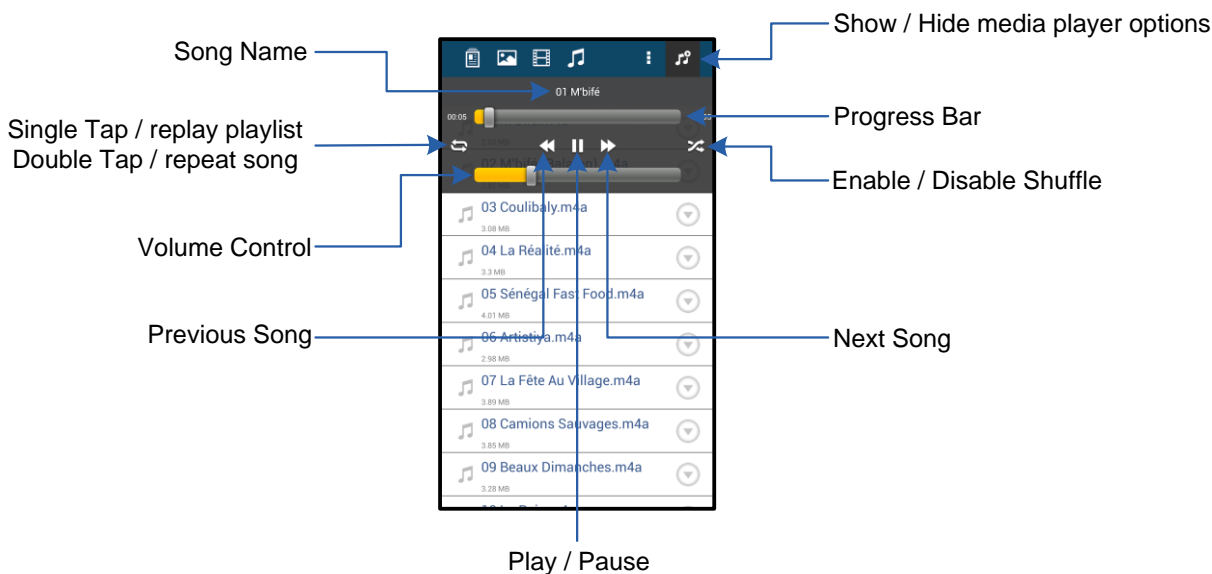 Show / Hide media player options
Song Name
01 M'bifé
00:05
Progress Bar
Single Tap / replay playlist
Double Tap / repeat song
Enable / Disable Shuffle
03 Coulibaly.m4a
3.08 MB
Volume Control
04 La Réalité.m4a
3.3 MB
05 Sénégal Fast Food.m4a
4.01 MB
Previous Song
06 Artistiya.m4a
2.98 MB
Next Song
07 La Fête Au Village.m4a
3.89 MB
08 Camions Sauvages.m4a
3.85 MB
09 Beaux Dimanches.m4a
3.28 MB
Play / Pause